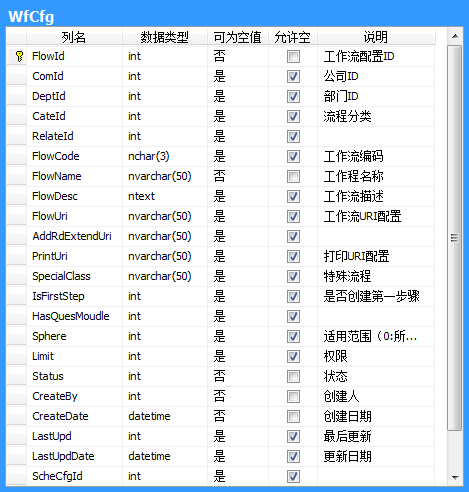 WfCfg
列名 数据类型 可为空值 允许空 说明
FlowId int 否 工作流配置ID
ComId int 是 公司ID
DeptId int 是 部门ID
CateId int 是 流程分类
RelateId int 是
FlowCode nchar(3) 是 工作流编码
FlowName nvarchar(50) 否 工作程名称
FlowDesc ntext 是 工作流描述
FlowUri nvarchar(50) 是 工作流URI配置
AddRdExtendUri nvarchar(50) 是
PrintUri nvarchar(50) 是 打印URI配置
SpecialClass nvarchar(50) 是 特殊流程
IsFirstStep int 是 是否创建第一步骤
HasQuesMoudle int 是
Sphere int 是 适用范围（0:所...
Limit int 是 权限
Status int 否 状态
CreateBy int 否 创建人
CreateDate datetime 否 创建日期
LastUpd int 是 最后更新
LastUpdDate datetime 是 更新日期
ScheCfgId int 是